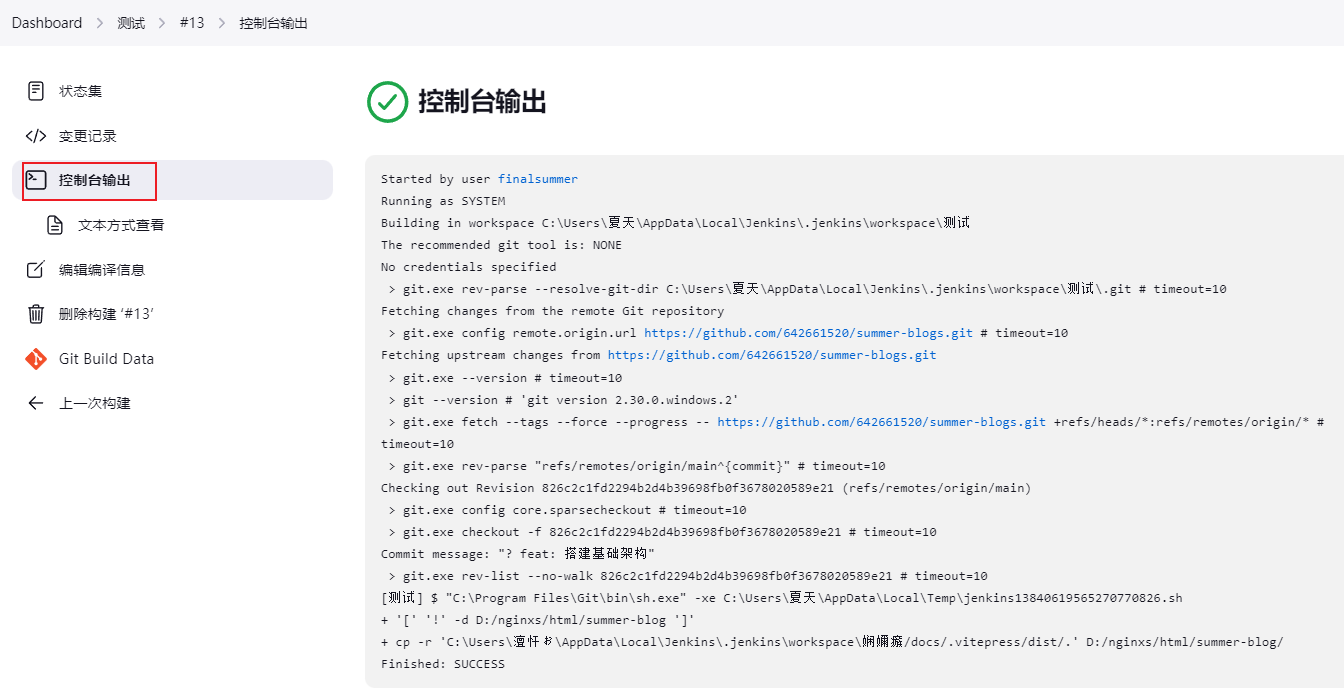 Dashboard > 测试 > #13 > 控制台输出
状态集
变更记录
控制台输出
文本方式查看
编辑编译信息
删除构建 ‘#13’
Git Build Data
上一次构建
控制台输出
Started by user finalsummer
Running as SYSTEM
Building in workspace C:\Users\夏天\AppData\Local\Jenkins\.jenkins\workspace\测试
The recommended git tool is: NONE
No credentials specified
> git.exe rev-parse --resolve-git-dir C:\Users\夏天\AppData\Local\Jenkins\.jenkins\workspace\测试\.git # timeout=10
Fetching changes from the remote Git repository
> git.exe config remote.origin.url https://github.com/642661520/summer-blogs.git # timeout=10
Fetching upstream changes from https://github.com/642661520/summer-blogs.git
> git.exe --version # timeout=10
> git --version # 'git version 2.30.0.windows.2'
> git.exe fetch --tags --force --progress -- https://github.com/642661520/summer-blogs.git +refs/heads/*:refs/remotes/origin/* #
timeout=10
> git.exe rev-parse "refs/remotes/origin/main^{commit}" # timeout=10
Checking out Revision 826c2c1fd2294b2d4b39698fb0f3678020589e21 (refs/remotes/origin/main)
> git.exe config core.sparsecheckout # timeout=10
> git.exe checkout -f 826c2c1fd2294b2d4b39698fb0f3678020589e21 # timeout=10
Commit message: "? feat: 搭建基础架构"
> git.exe rev-list --no-walk 826c2c1fd2294b2d4b39698fb0f3678020589e21 # timeout=10
[测试] $ "C:\Program Files\Git\bin\sh.exe" -xe C:\Users\夏天\AppData\Local\Temp\jenkins13840619565270770826.sh
+ '[' '!' -d D:/nginxs/html/summer-blog ']'
+ cp -r 'C:\Users\澶忓ぉ\AppData\Local\Jenkins\.jenkins\workspace\娴嬭瘯/docs/.vitepress/dist/.' D:/nginxs/html/summer-blog/
Finished: SUCCESS